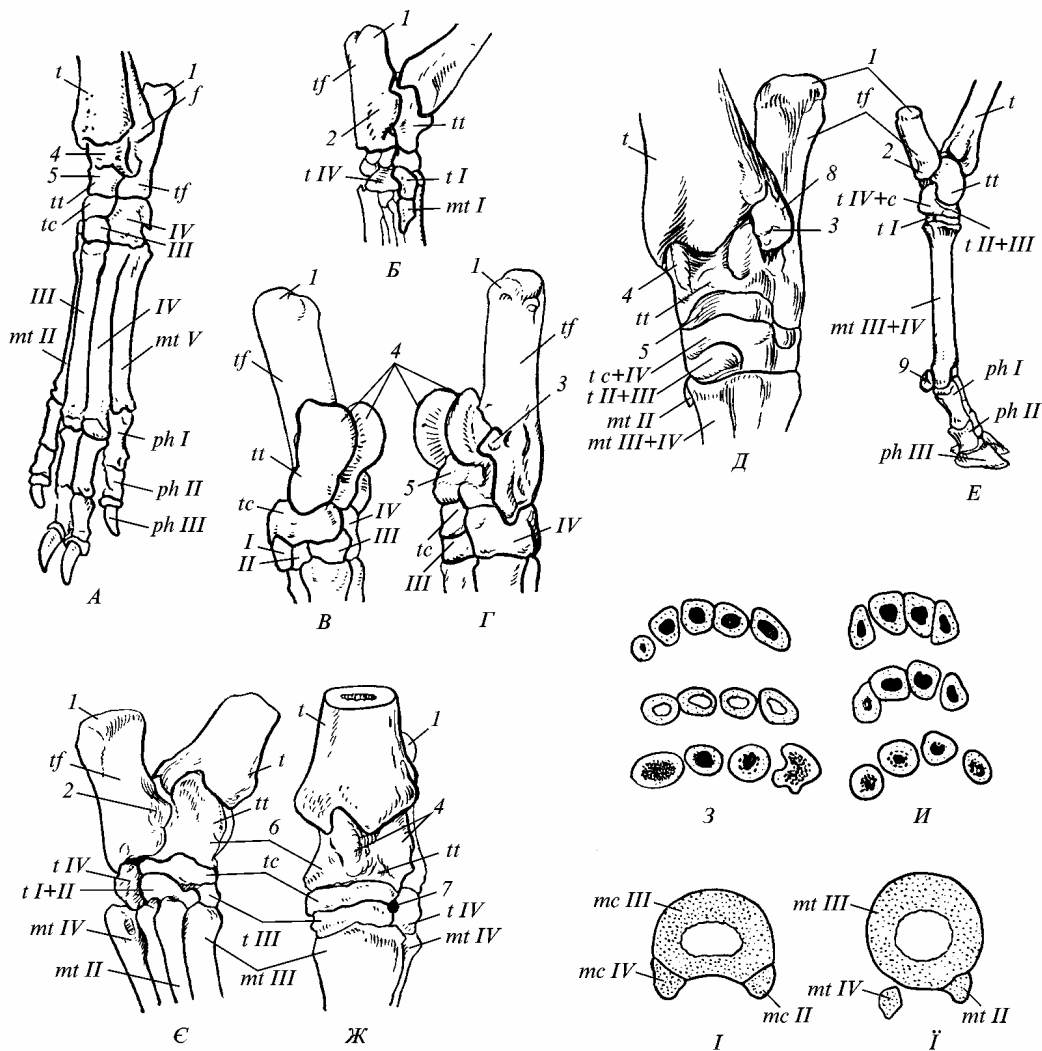 t
1
f
4
5
tt
tc
tf
IV
III
III
IV
mt II
mt V
ph I
ph II
ph III
А
1
tf
2
tt
t IV
t I
mt I
Б
1
tf
4
tt
tc
I
II
III
IV
В
1
tf
3
5
tc
III
IV
Г
1
tf
t
8
3
4
tt
5
t c+IV
t II+III
mt II
mt III+IV
Д
t
2
tt
t IV+c
t I
t II+III
mt III+IV
9
ph I
ph II
ph III
Е
1
tf
2
t
tt
6
tc
t IV
t I+II
t III
mt IV
mt II
mt III
Є
t
1
4
tt
7
t IV
mt IV
Ж
З
И
mc III
mc IV
mc II
І
mt III
mt IV
mt II
Ї